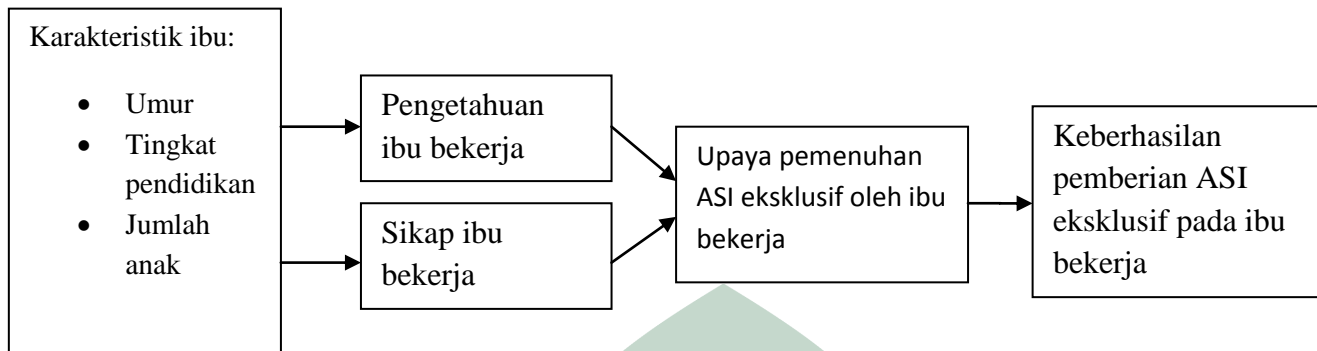 Karakteristik ibu:
• Umur
• Tingkat
pendidikan
• Jumlah
anak
Pengetahuan
ibu bekerja
Sikap ibu
bekerja
Upaya pemenuhan
ASI eksklusif oleh ibu
bekerja
Keberhasilan
pemberian ASI
eksklusif pada ibu
bekerja